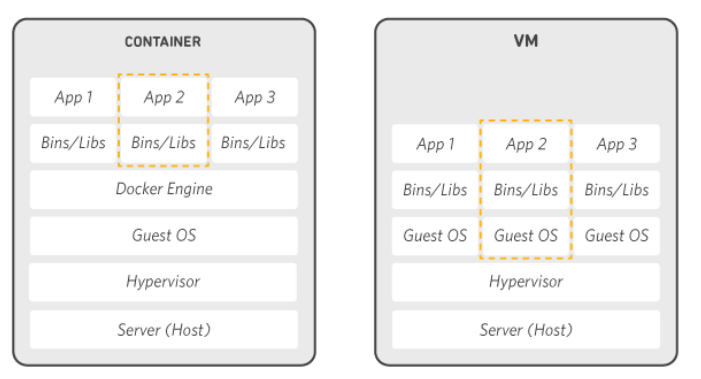 CONTAINER
App 1 App 2 App 3
Bins/Libs Bins/Libs Bins/Libs
Docker Engine
Guest OS
Hypervisor
Server (Host)
VM
App 1 App 2 App 3
Bins/Libs Bins/Libs Bins/Libs
Guest OS Guest OS Guest OS
Hypervisor
Server (Host)